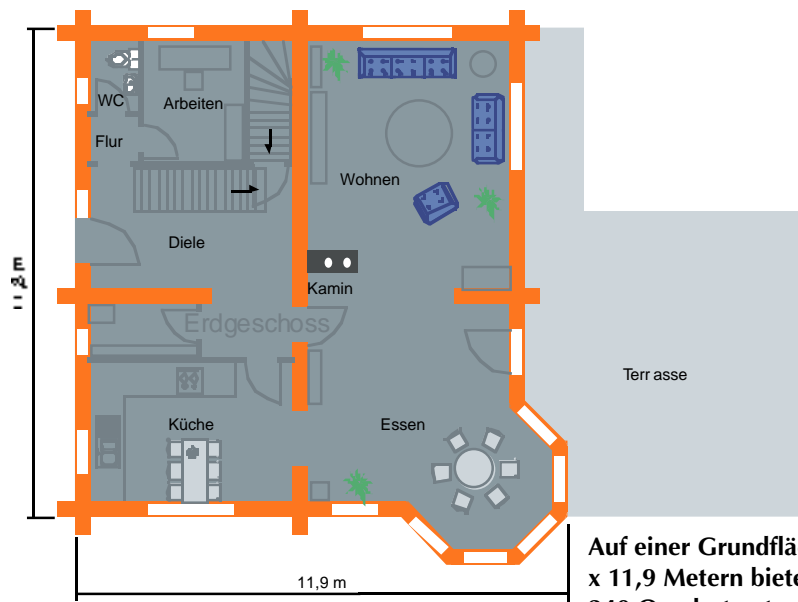 WC
Arbeiten
Flur
Wohnen
Diele
Kamin
Erdgeschoss
Terr asse
Küche
Essen
11,9 m
Auf einer Grundflä
x 11,9 Metern biete